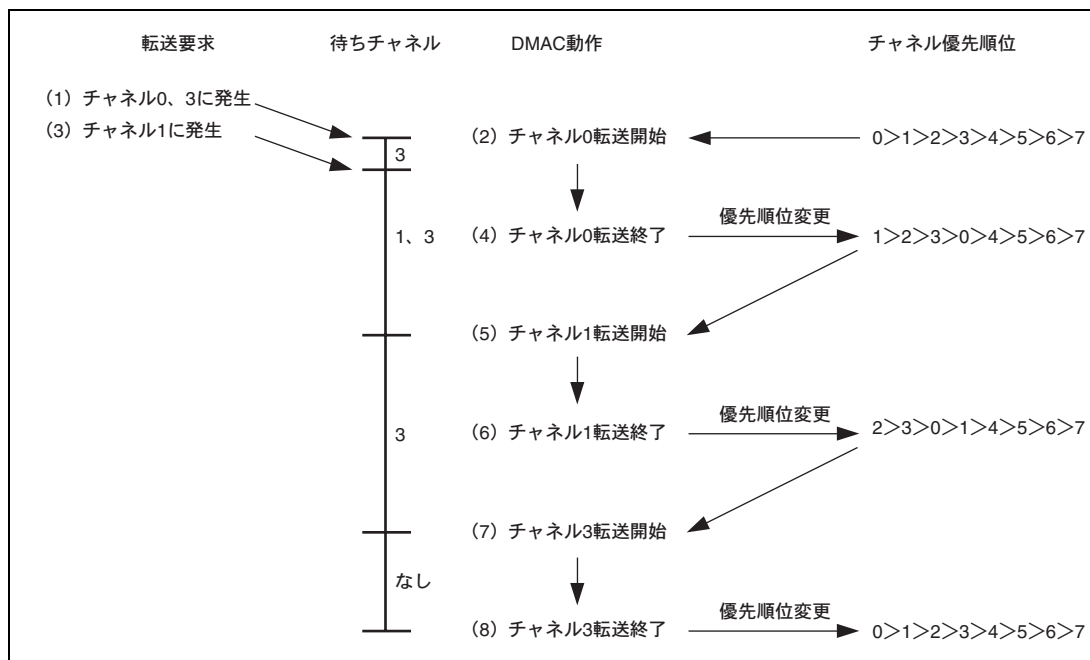 転送要求 待ちチャネル DMAC動作 チャネル優先順位
(1) チャネル0、3に発生
(3) チャネル1に発生
(2) チャネル0転送開始 0＞1＞2＞3＞4＞5＞6＞7
3
優先順位変更
1、3 (4) チャネル0転送終了 1＞2＞3＞0＞4＞5＞6＞7
(5) チャネル1転送開始
優先順位変更
3 (6) チャネル1転送終了 2＞3＞0＞1＞4＞5＞6＞7
(7) チャネル3転送開始
なし
優先順位変更
(8) チャネル3転送終了 0＞1＞2＞3＞4＞5＞6＞7